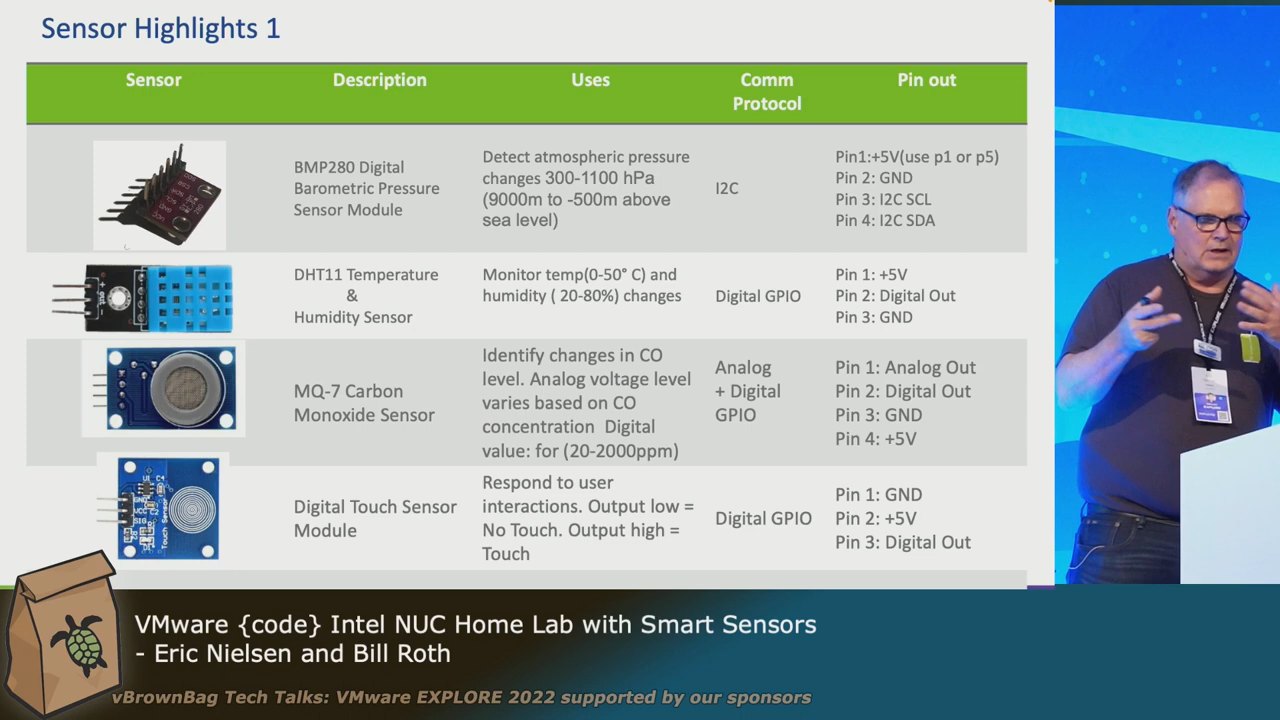 Sensor Highlights 1
Sensor
Description
Uses
Comm
Protocol
Pin out
BMP280 Digital
Barometric Pressure
Sensor Module
Detect atmospheric pressure
changes 300-1100 hPa
(9000m to -500m above
sea level)
I2C
Pin1:+5V(use p1 or p5)
Pin 2: GND
Pin 3: I2C SCL
Pin 4: I2C SDA
DHT11 Temperature
&
Humidity Sensor
Monitor temp(0-50° C) and
humidity ( 20-80%) changes
Digital GPIO
Pin 1: +5V
Pin 2: Digital Out
Pin 3: GND
MQ-7 Carbon
Monoxide Sensor
Identify changes in CO
level. Analog voltage level
varies based on CO
concentration Digital
value: for (20-2000ppm)
Analog
+ Digital
GPIO
Pin 1: Analog Out
Pin 2: Digital Out
Pin 3: GND
Pin 4: +5V
Touch Sensor
Digital Touch Sensor
Module
Respond to user
interactions. Output low =
No Touch. Output high =
Touch
Digital GPIO
Pin 1: GND
Pin 2: +5V
Pin 3: Digital Out
VMware {code} Intel NUC Home Lab with Smart Sensors
- Eric Nielsen and Bill Roth
vBrownBag Tech Talks: VMware EXPLORE 2022 supported by our sponsors